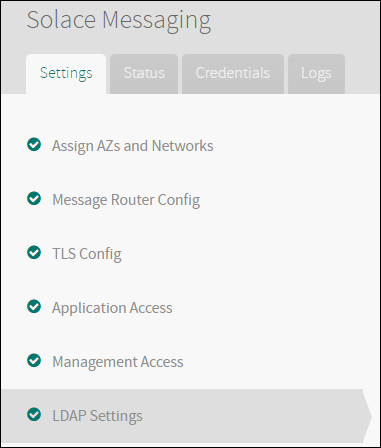 Solace Messaging
Settings Status Credentials Logs
Assign AZs and Networks
Message Router Config
TLS Config
Application Access
Management Access
LDAP Settings